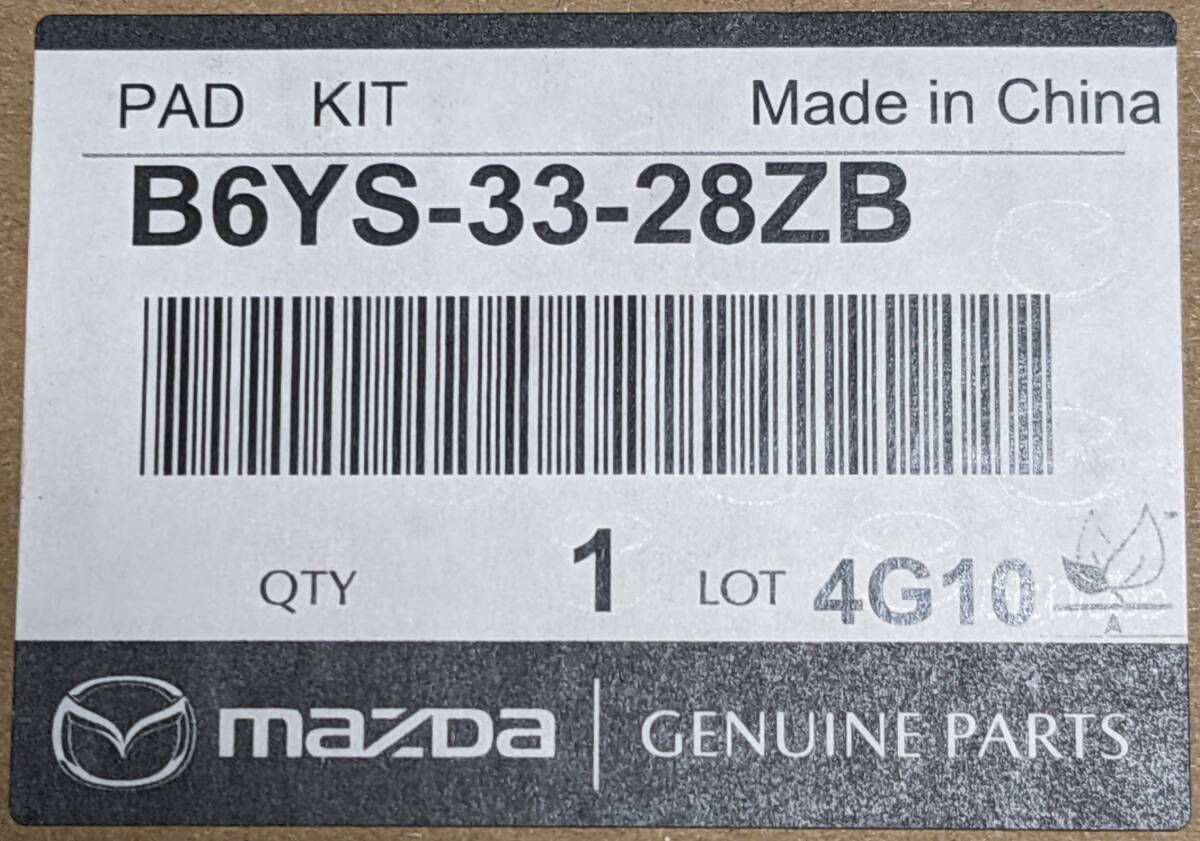 PAD KIT Made in China
B6YS-33-28ZB
QTY 1 LOT 4G10
A
mazda GENUINE PARTS